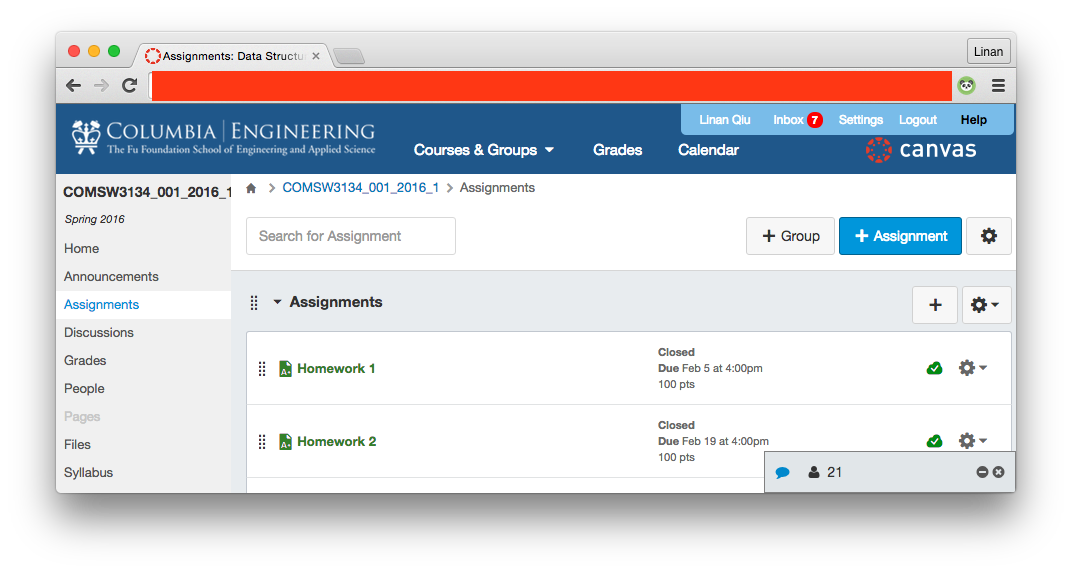 Assignments: Data Structu
Linan
Linan Qiu Inbox 7 Settings Logout Help
COLUMBIA | ENGINEERING
The Fu Foundation School of Engineering and Applied Science
Courses & Groups Grades Calendar
canvas
COMSW3134_001_2016_1
COMSW3134_001_2016_1 > Assignments
Spring 2016
Home
Announcements
Assignments
Discussions
Grades
People
Pages
Files
Syllabus
Search for Assignment
+ Group
+ Assignment
Assignments
+
Homework 1
Closed
Due Feb 5 at 4:00pm
100 pts
Homework 2
Closed
Due Feb 19 at 4:00pm
100 pts
21